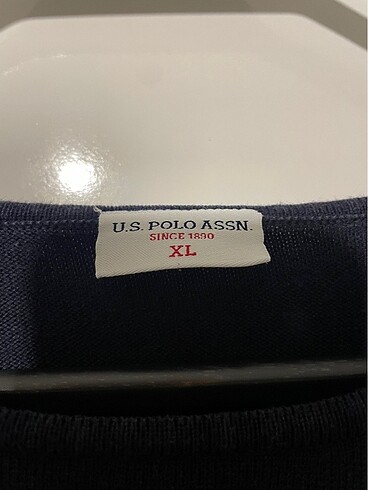 U.S. POLO ASSN.
SINCE 1890
XL